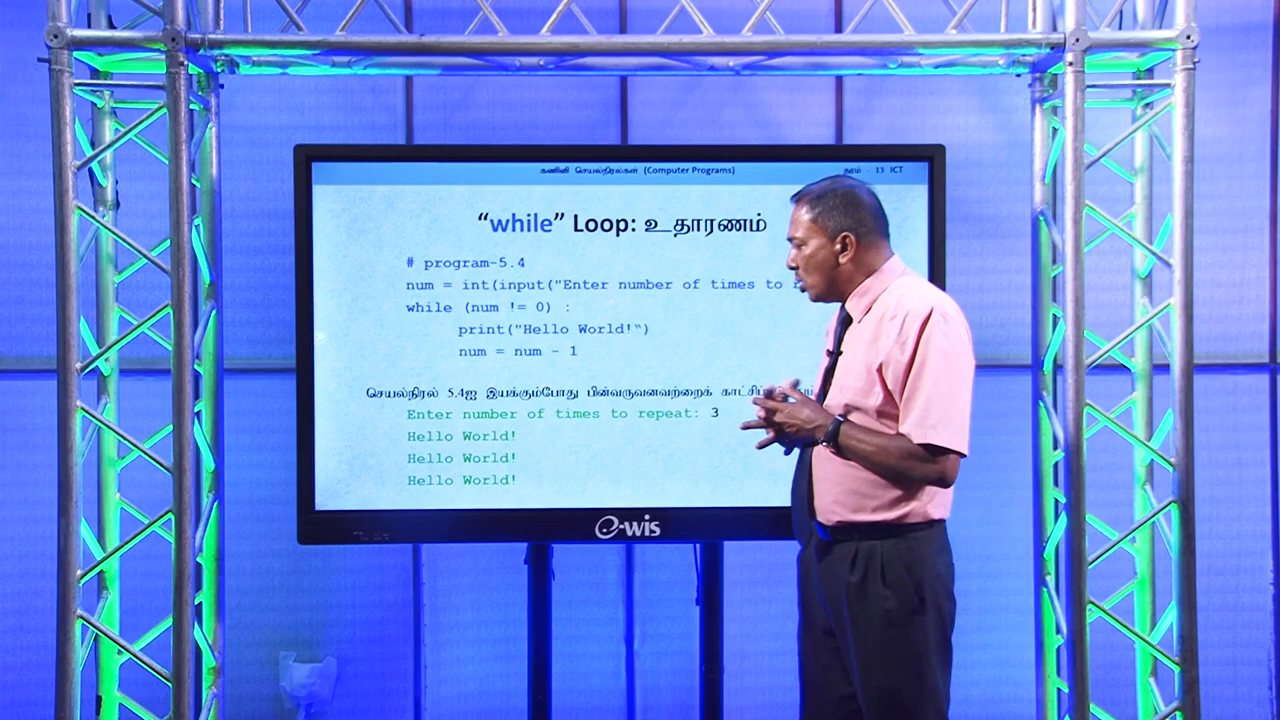 கணினி செயல்நிரல்கள் (Computer Programs)
தரம் - 13 ICT
“while” Loop: உதாரணம்
# program-5.4
num = int(input("Enter number of times to
while (num != 0) :
print("Hello World!“)
num = num - 1
செயல்நிரல் 5.4ஐ இயக்கும்போது பின்வருவனவற்றைக்
Enter number of times to repeat: 3
Hello World!
Hello World!
Hello World!
e-wis